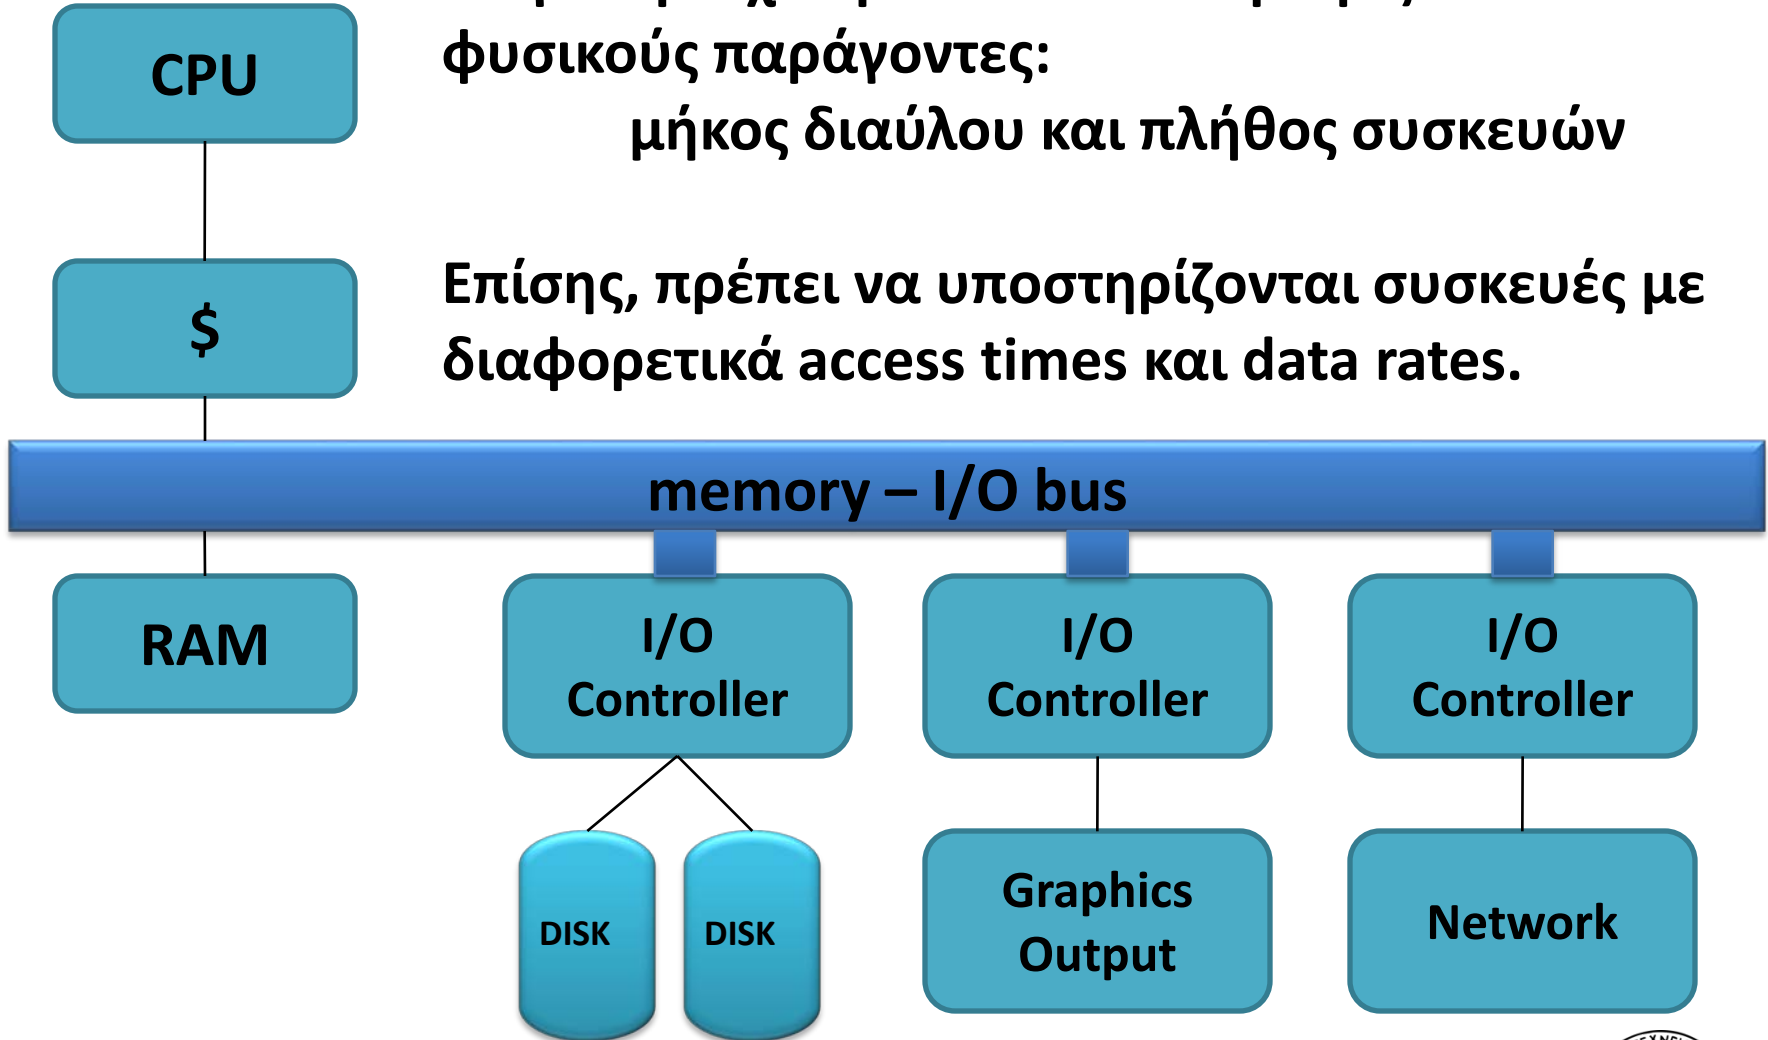 CPU
φυσικούς παράγοντες:
μήκος διαύλου και πλήθος συσκευών
$
Επίσης, πρέπει να υποστηρίζονται συσκευές με
διαφορετικά access times και data rates.
memory – I/O bus
RAM
I/O
Controller
I/O
Controller
I/O
Controller
DISK
DISK
Graphics
Output
Network